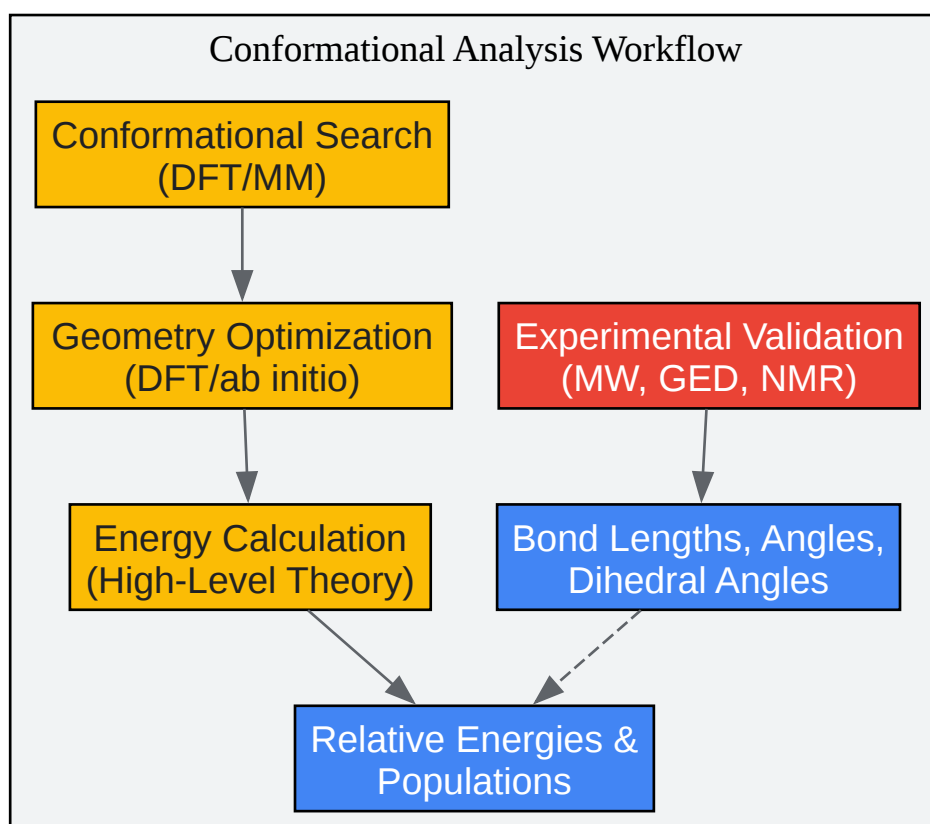 Conformational Analysis Workflow
Conformational Search
(DFT/MM)
Geometry Optimization
(DFT/ab initio)
Experimental Validation
(MW, GED, NMR)
Energy Calculation
(High-Level Theory)
Bond Lengths, Angles,
Dihedral Angles
Relative Energies &
Populations